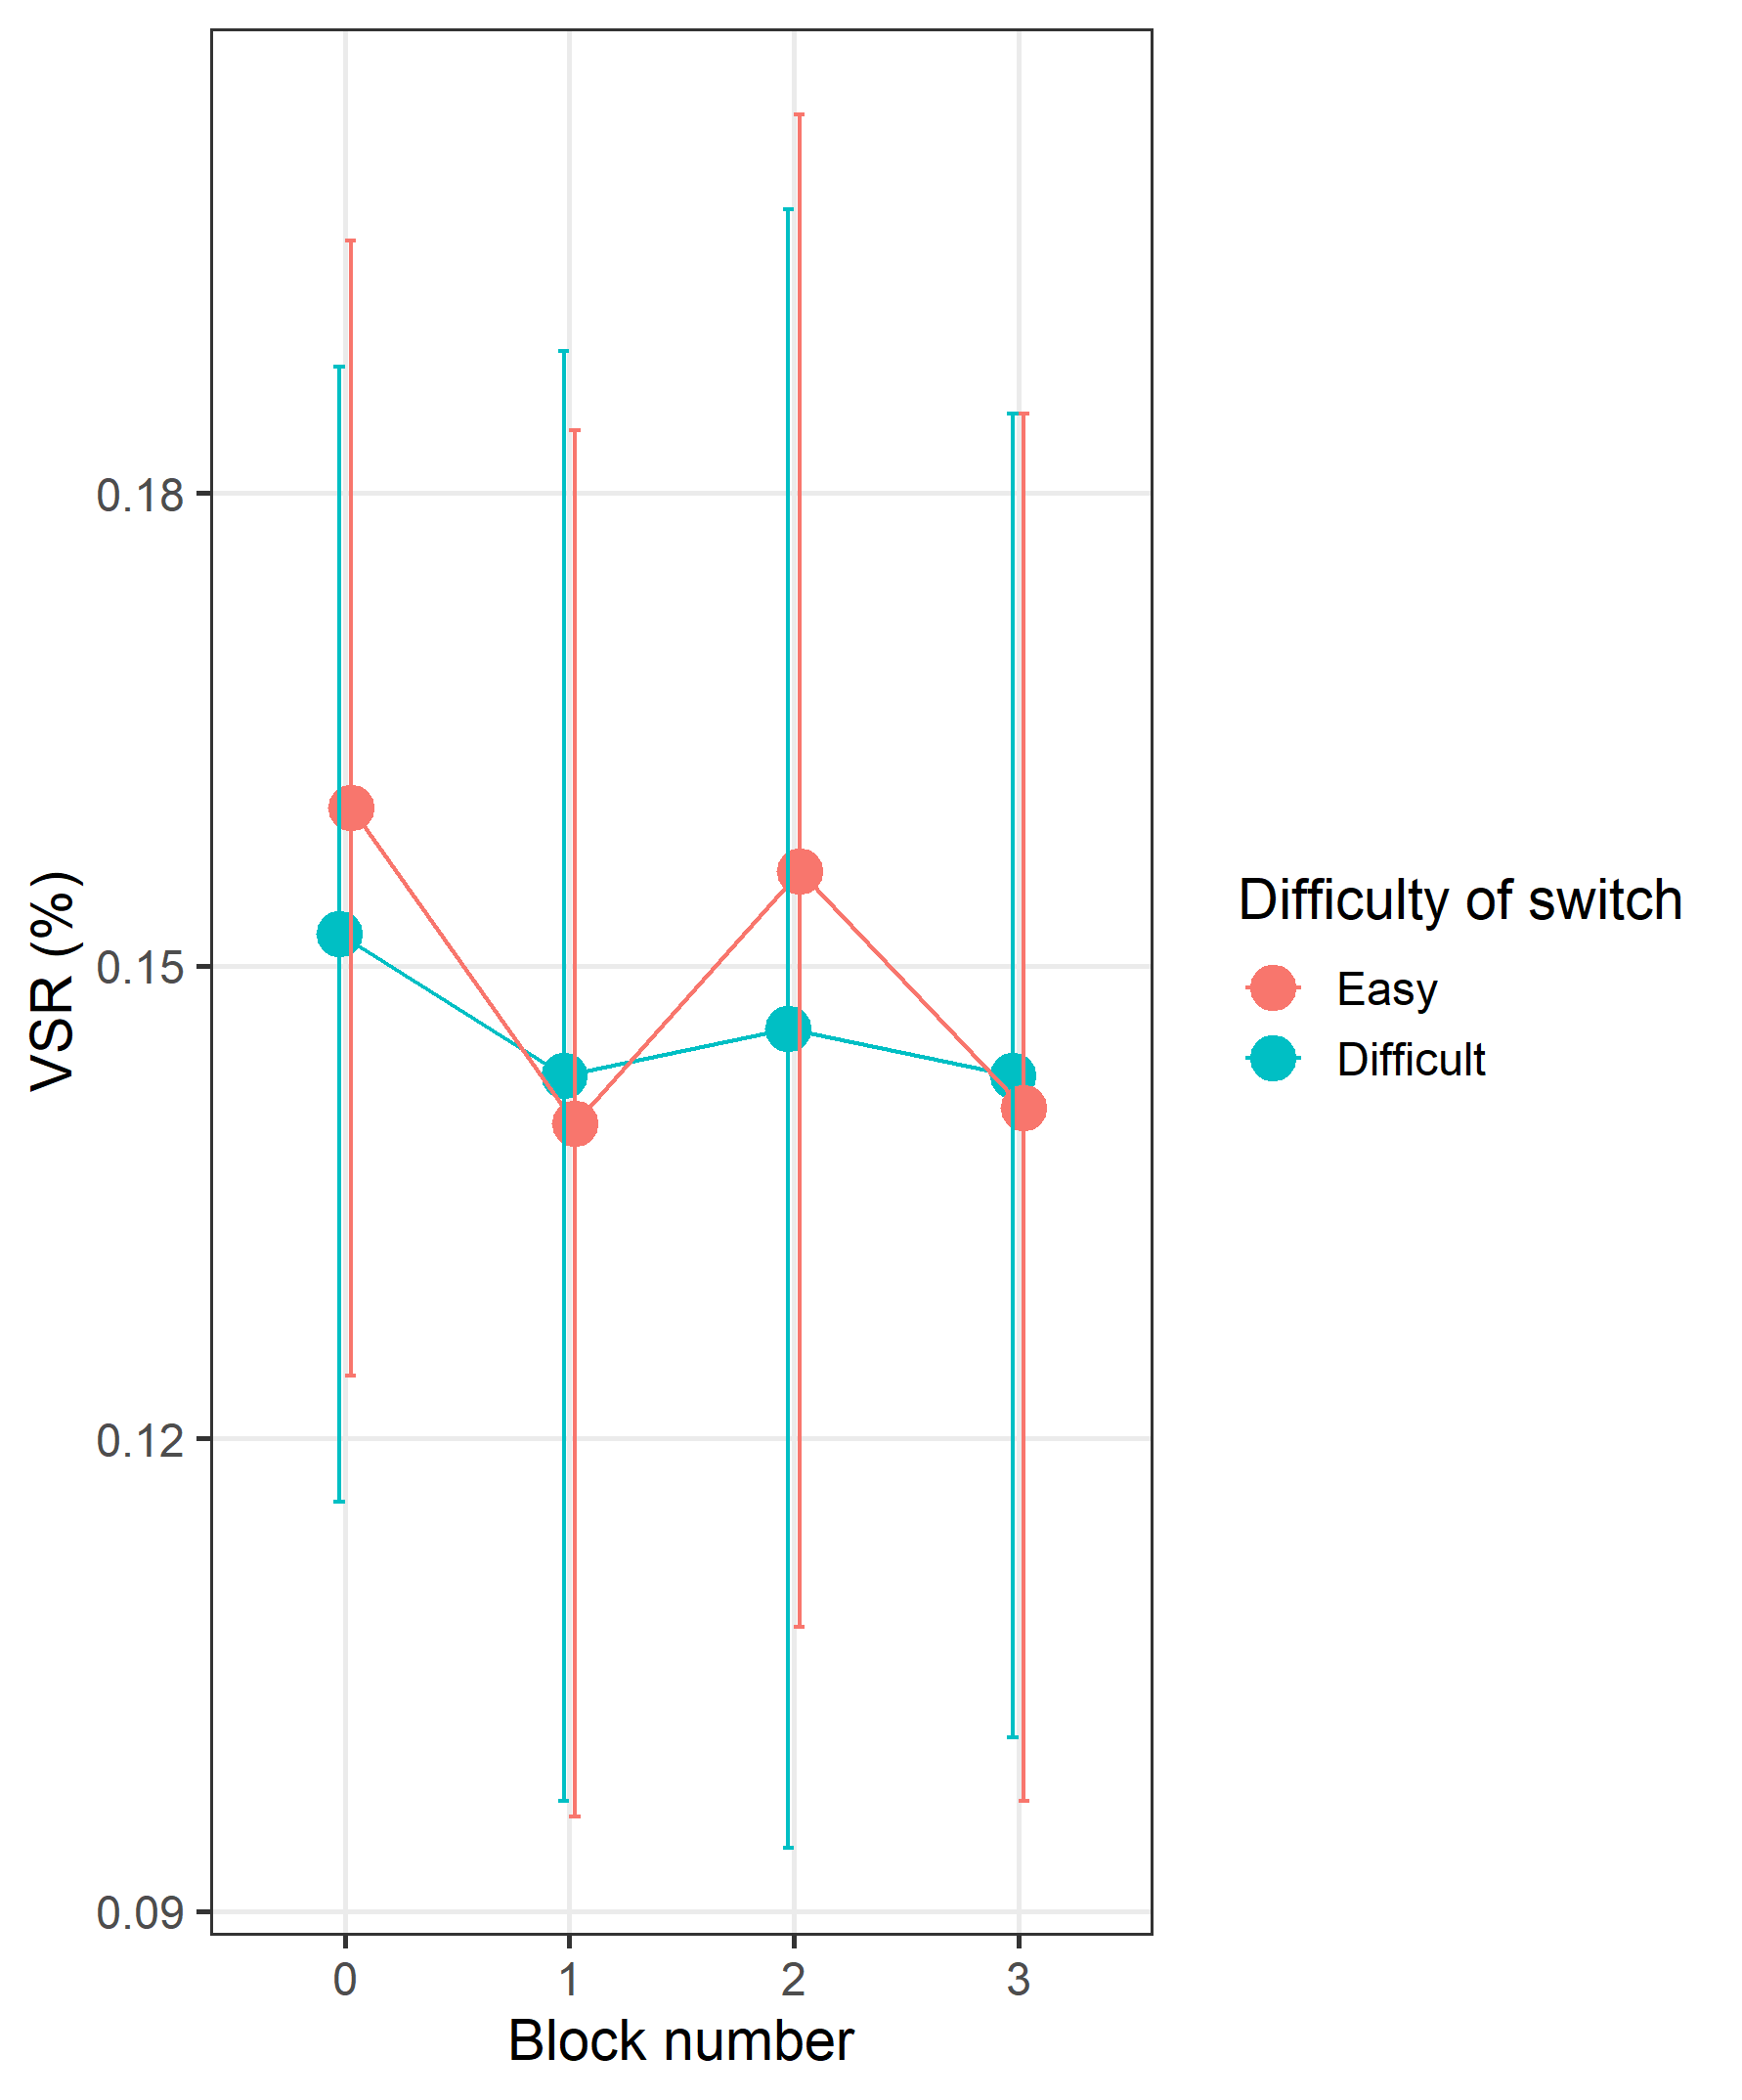 VSR (%)
0.18
0.15
0.12
0.09
0 1 2 3
Block number
Difficulty of switch
Easy
Difficult